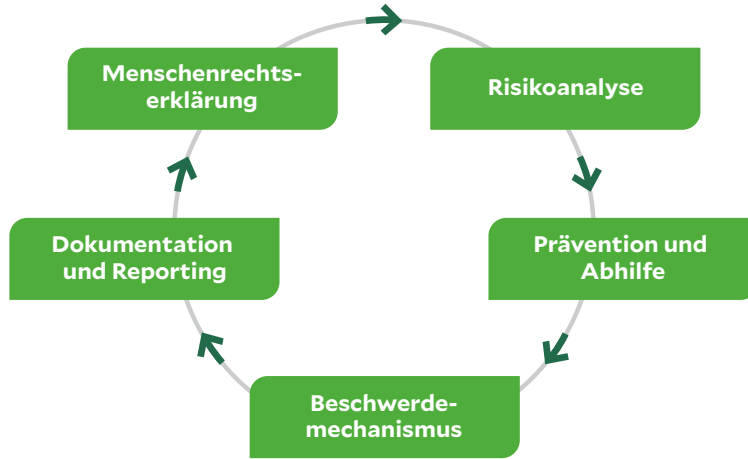 Menschenrechts-
erklärung
Risikoanalyse
Prävention und
Abhilfe
Beschwerde-
mechanismus
Dokumentation
und Reporting